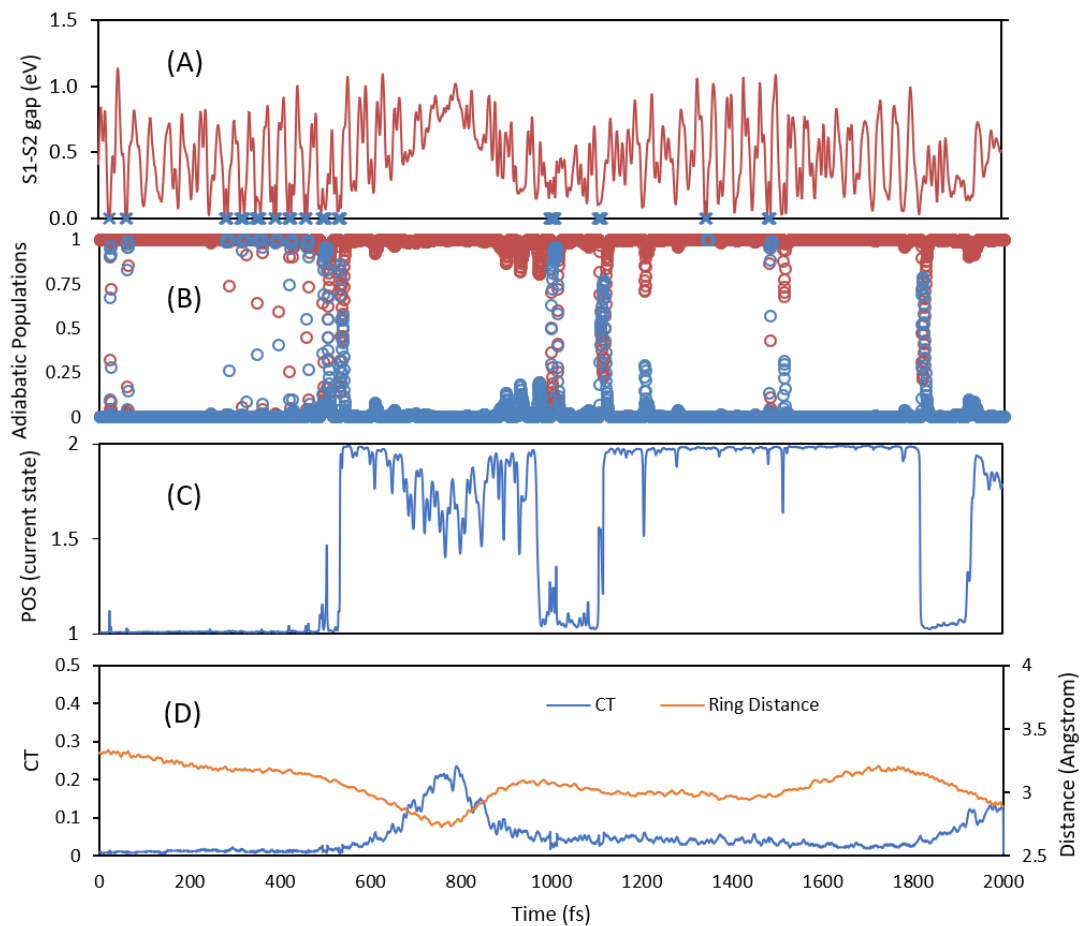 S1-S2 gap (eV)
1.5
1.0
0.5
0.0
(A)
Adiabatic Populations
1
0.75
0.5
0.25
0
(B)
POS (current state)
2
1.5
1
(C)
CT
0.5
0.4
0.3
0.2
0.1
0
(D)
CT
Ring Distance
4
3.5
3
2.5
Distance (Angstrom)
0 200 400 600 800 1000 1200 1400 1600 1800 2000
Time (fs)